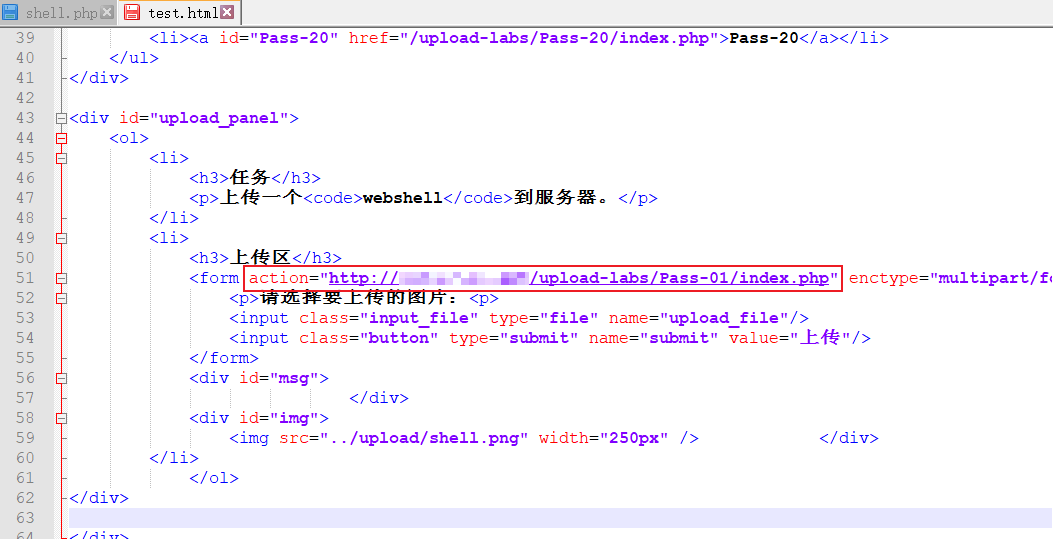 shell.php test.html
39 <li><a id="Pass-20" href="/upload-labs/Pass-20/index.php">Pass-20</a></li>
40 </ul>
41 </div>
42
43 <div id="upload_panel">
44 <ol>
45 <li>
46 <h3>任务</h3>
47 <p>上传一个<code>webshell</code>到服务器。</p>
48 </li>
49 <li>
50 <h3>上传区</h3>
51 <form action="http:// /upload-labs/Pass-01/index.php" enctype="multipart/fo
52 <p>请选择要上传的图片：<p>
53 <input class="input_file" type="file" name="upload_file"/>
54 <input class="button" type="submit" name="submit" value="上传"/>
55 </form>
56 <div id="msg">
57 </div>
58 <div id="img">
59 <img src="../upload/shell.png" width="250px" /> </div>
60 </li>
61 </ol>
62 </div>
63
64 </div>